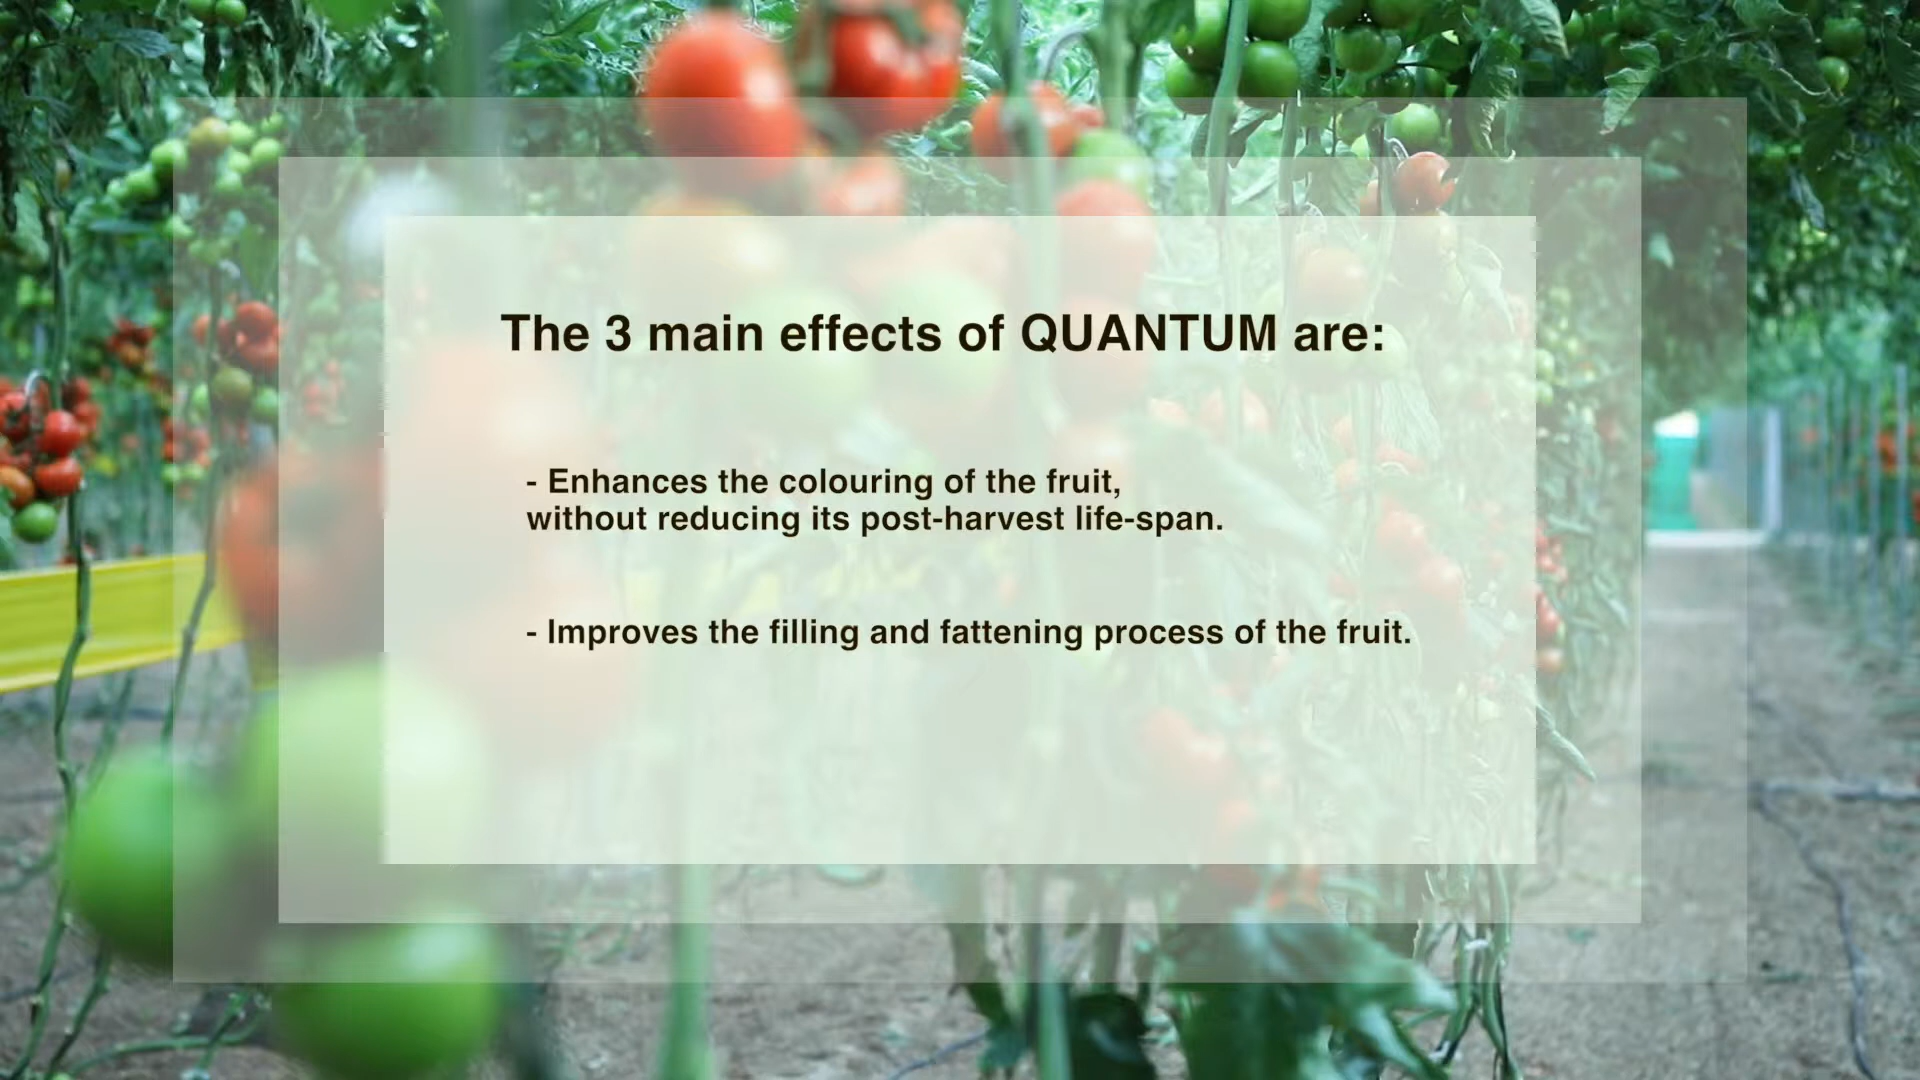 The 3 main effects of QUANTUM are:
- Enhances the colouring of the fruit,
without reducing its post-harvest life-span.
- Improves the filling and fattening process of the fruit.